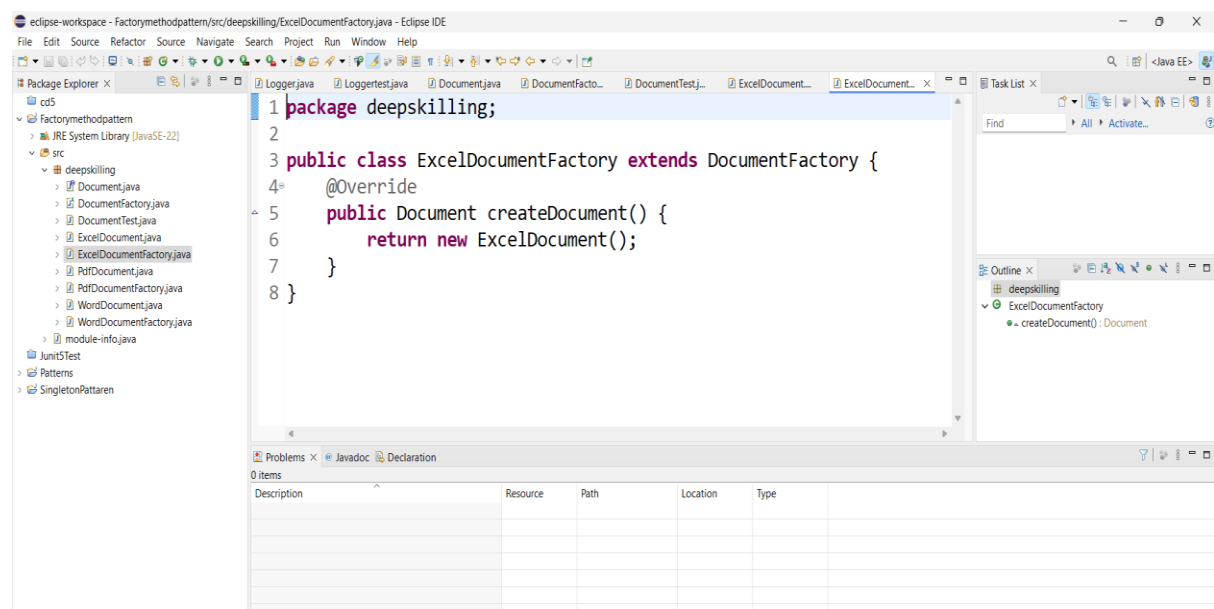 eclipse-workspace - Factorymethodpattern/src/deepskilling/ExcelDocumentFactory.java - Eclipse IDE
File Edit Source Refactor Source Navigate Search Project Run Window Help
<Java EE>
Package Explorer
cd5
Factorymethodpattern
JRE System Library [JavaSE-22]
src
deepskilling
Document.java
DocumentFactory.java
DocumentTest.java
ExcelDocument.java
ExcelDocumentFactory.java
PdfDocument.java
PdfDocumentFactory.java
WordDocument.java
WordDocumentFactory.java
module-info.java
Junit5Test
Patterns
SingletonPattaren
Logger.java Loggertest.java Document.java DocumentFacto... DocumentTest.j... ExcelDocument.... ExcelDocument...
1 package deepskilling;
2
3 public class ExcelDocumentFactory extends DocumentFactory {
4 @Override
5 public Document createDocument() {
6 return new ExcelDocument();
7 }
8 }
Task List
Find All Activate...
Outline
deepskilling
ExcelDocumentFactory
createDocument() : Document
Problems Javadoc Declaration
0 items
Description Resource Path Location Type